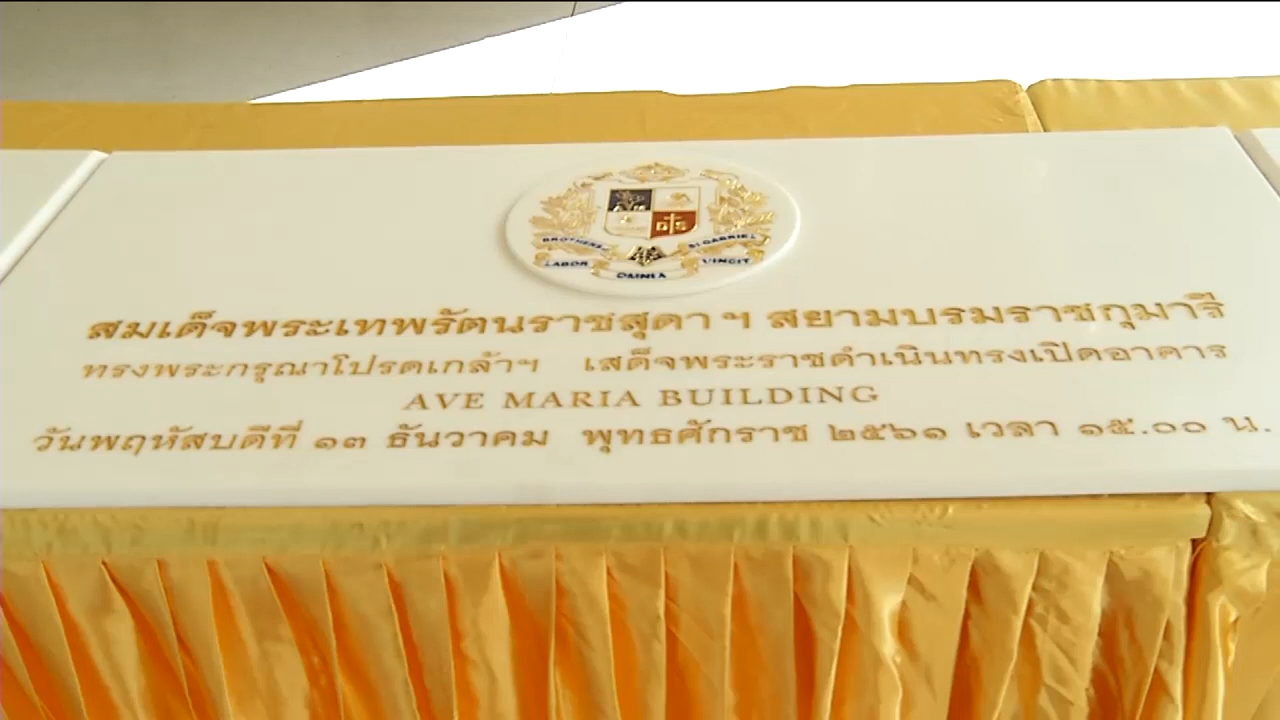 BROTHERS ST.GABRIEL
LABOR OMNIA VINCIT
D S
สมเด็จพระเทพรัตนราชสุดา ฯ สยามบรมราชกุมารี
ทรงพระกรุณาโปรดเกล้าฯ เสด็จพระราชดำเนินทรงเปิดอาคาร
AVE MARIA BUILDING
วันพฤหัสบดีที่ ๑๓ ธันวาคม พุทธศักราช ๒๕๖๑ เวลา ๑๕.๐๐ น.